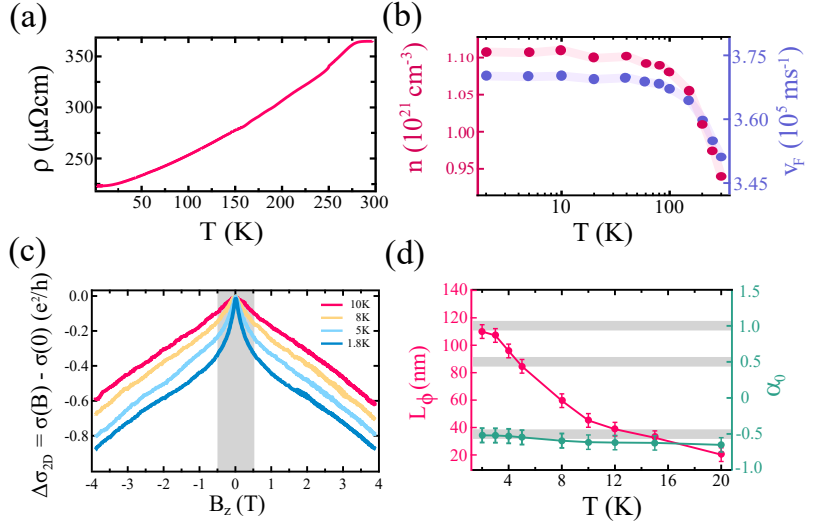 (a)
ρ (μΩcm)
350
300
250
50
100
150
200
250
300
T (K)
(b)
n (10²¹ cm⁻³)
1.10
1.05
1.00
0.95
10
100
T (K)
3.75
3.60
3.45
v_F (10⁵ ms⁻¹)
(c)
Δσ_2D = σ(B) - σ(0) (e²/h)
0.0
-0.2
-0.4
-0.6
-0.8
10K
8K
5K
1.8K
-4 -3 -2 -1 0 1 2 3 4
B_z (T)
(d)
L_ϕ (nm)
140
120
100
80
60
40
20
0
4 8 12 16 20
T (K)
1.5
1.0
0.5
0
-0.5
-1.0
α_0